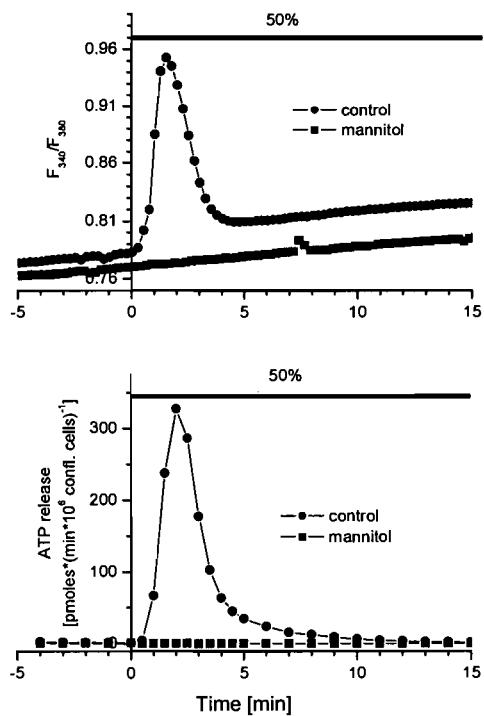 50%
0.96
0.91
0.86
0.81
0.76
F340/F380
control
mannitol
-5 0 5 10 15
50%
300
200
100
0
ATP release
[pmoles*(min*10^6 confl. cells)^-1]
control
mannitol
-5 0 5 10 15
Time [min]